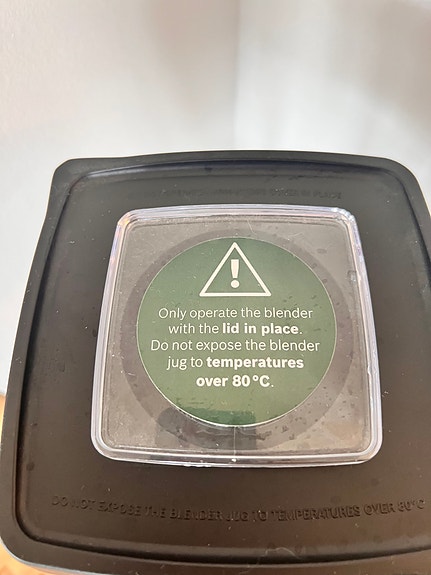 Only operate the blender
with the lid in place.
Do not expose the blender
jug to temperatures
over 80°C.
DO NOT EXPOSE THE BLENDER JUG TO TEMPERATURES OVER 80°C